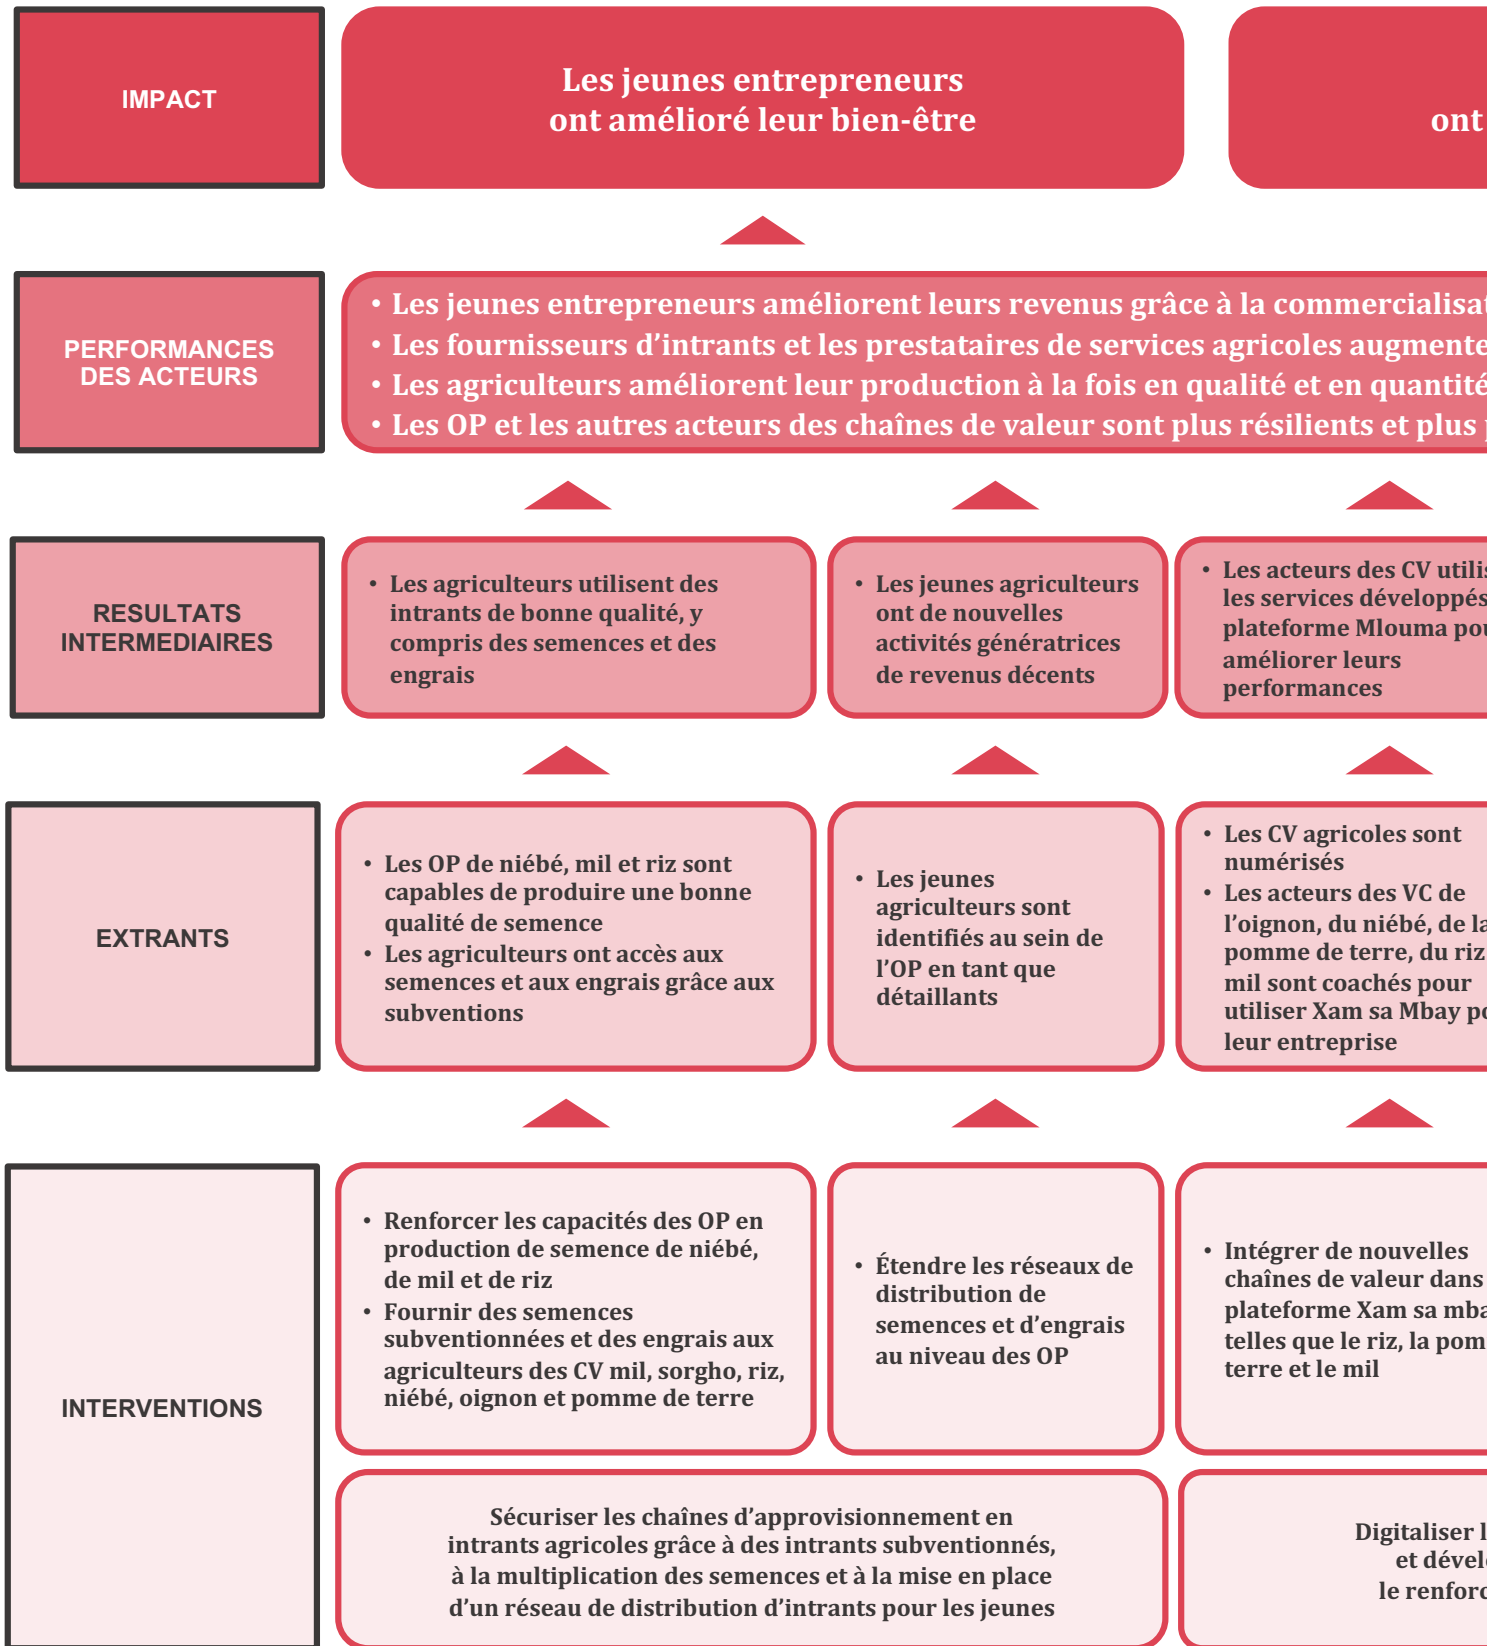 IMPACT
Les jeunes entrepreneurs
ont amélioré leur bien-être
ont
PERFORMANCES
DES ACTEURS
• Les jeunes entrepreneurs améliorent leurs revenus grâce à la
• Les fournisseurs d’intrants et les prestataires de services agricoles
• Les agriculteurs améliorent leur production à la fois en qualité et en quantité
• Les OP et les autres acteurs des chaînes de valeur sont plus résilients et plus
RESULTATS
INTERMEDIAIRES
• Les agriculteurs utilisent des
intrants de bonne qualité, y
compris des semences et des
engrais
• Les jeunes agriculteurs
ont de nouvelles
activités génératrices
de revenus décents
• Les acteurs des CV
les services développés
plateforme Mlouma
améliorer leurs
performances
EXTRANTS
• Les OP de niébé, mil et riz sont
capables de produire une bonne
qualité de semence
• Les agriculteurs ont accès aux
semences et aux engrais grâce aux
subventions
• Les jeunes
agriculteurs sont
identifiés au sein de
l’OP en tant que
détaillants
• Les CV agricoles sont
numérisés
• Les acteurs des VC de
l’oignon, du niébé, de la
pomme de terre, du riz
mil sont coachés pour
utiliser Xam sa Mbay
leur entreprise
INTERVENTIONS
• Renforcer les capacités des OP en
production de semence de niébé,
de mil et de riz
• Fournir des semences
subventionnées et des engrais aux
agriculteurs des CV mil, sorgho, riz,
niébé, oignon et pomme de terre
• Étendre les réseaux de
distribution de
semences et d’engrais
au niveau des OP
• Intégrer de nouvelles
chaînes de valeur dans
plateforme Xam sa
telles que le riz, la
terre et le mil
Sécuriser les chaînes d’approvisionnement en
intrants agricoles grâce à des intrants subventionnés,
à la multiplication des semences et à la mise en place
d’un réseau de distribution d’intrants pour les jeunes
Digitaliser
et
le